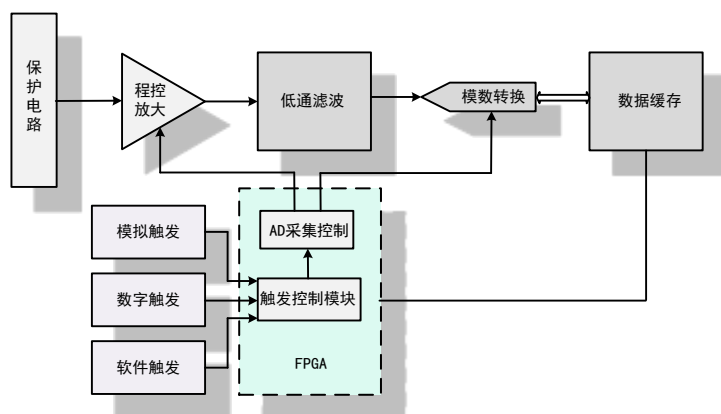 保
护
电
路
程控
放大
低通滤波
模数转换
数据缓存
AD采集控制
模拟触发
数字触发
触发控制模块
软件触发
FPGA